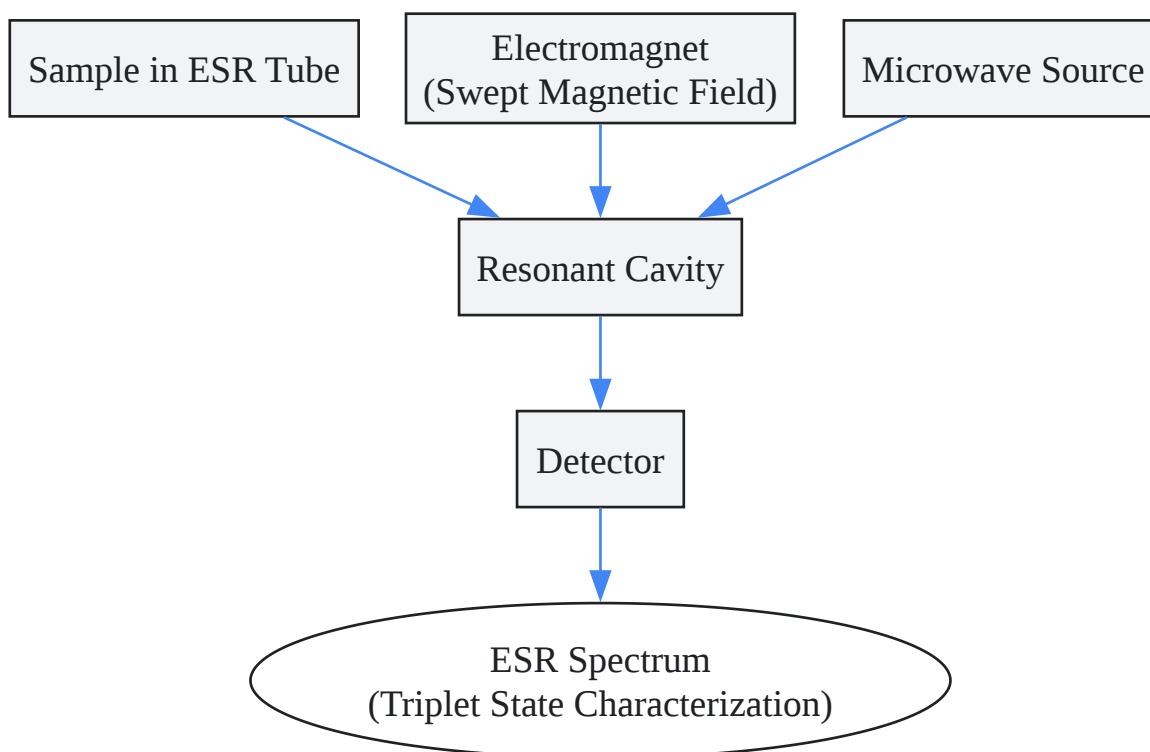 Sample in ESR Tube
Electromagnet
(Swept Magnetic Field)
Microwave Source
Resonant Cavity
Detector
ESR Spectrum
(Triplet State Characterization)